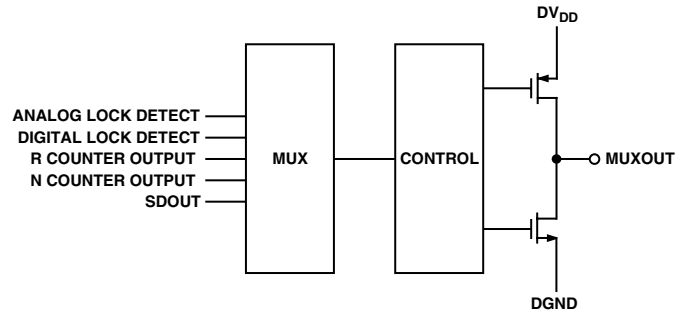 DVDD
ANALOG LOCK DETECT
DIGITAL LOCK DETECT
R COUNTER OUTPUT
N COUNTER OUTPUT
SDOUT
MUX
CONTROL
MUXOUT
DGND